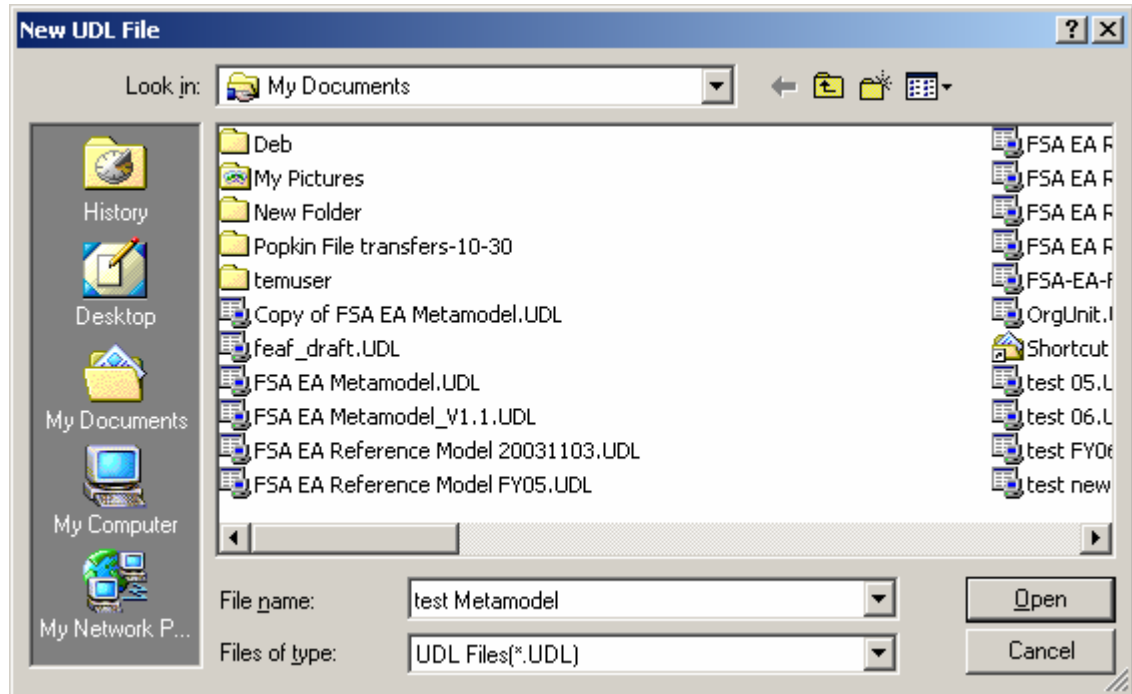 New UDL File
Look in: My Documents
History
Desktop
My Documents
My Computer
My Network P...
Deb
My Pictures
New Folder
Popkin File transfers-10-30
temuser
Copy of FSA EA Metamodel.UDL
feaf_draft.UDL
FSA EA Metamodel.UDL
FSA EA Metamodel_V1.1.UDL
FSA EA Reference Model 20031103.UDL
FSA EA Reference Model FY05.UDL
FSA EA R
FSA EA R
FSA EA R
FSA EA R
FSA-EA-F
OrgUnit.
Shortcut
test 05.U
test 06.U
test FY06
test new
File name: test Metamodel
Open
Files of type: UDL Files(*.UDL)
Cancel